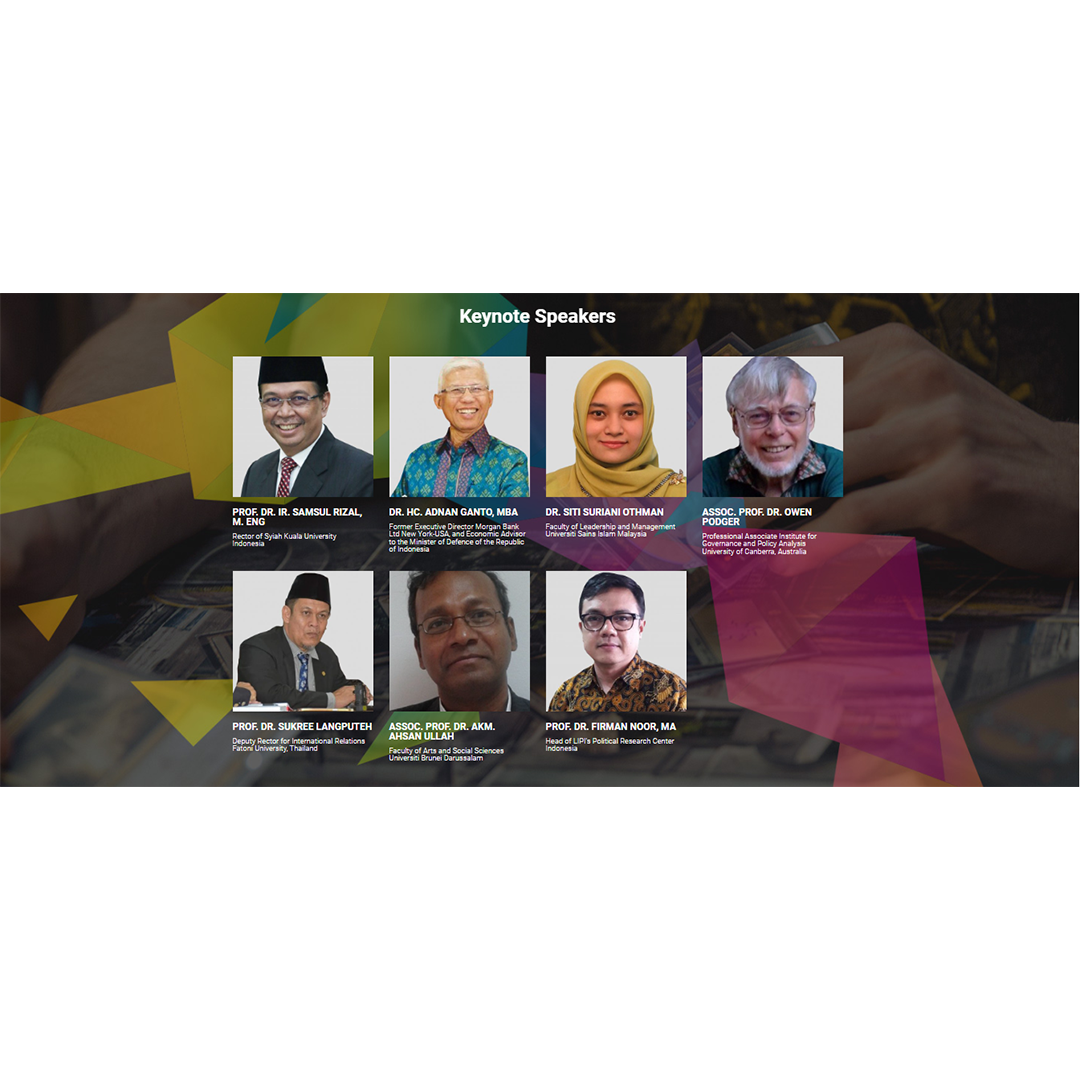 Keynote Speakers
PROF. DR. IR. SAMSUL RIZAL,
M. ENG
Rector of Syiah Kuala University
Indonesia
DR. HC. ADNAN GANTO, MBA
Former Executive Director Morgan Bank
Ltd New York-USA, and Economic Advisor
to the Minister of Defence of the Republic
of Indonesia
DR. SITI SURIANI OTHMAN
Faculty of Leadership and Management
Universiti Sains Islam Malaysia
ASSOC. PROF. DR. OWEN
PODGER
Professional Associate Institute for
Governance and Policy Analysis
University of Canberra, Australia
PROF. DR. SUKREE LANGPUTEH
Deputy Rector for International Relations
Fatoni University, Thailand
ASSOC. PROF. DR. AKM.
AHSAN ULLAH
Faculty of Arts and Social Sciences
Universiti Brunei Darussalam
PROF. DR. FIRMAN NOOR, MA
Head of LIPI's Political Research Center
Indonesia